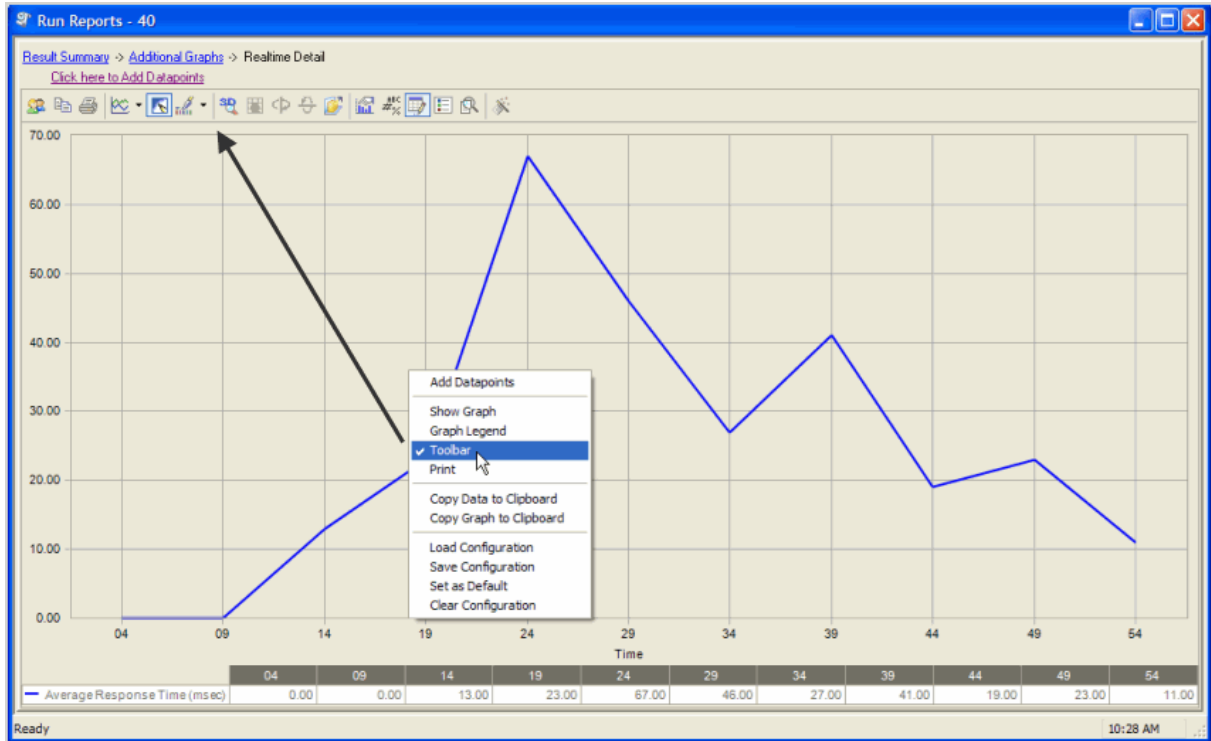 Run Reports - 40
Result Summary -> Additional Graphs -> Realtime Detail
Click here to Add Datapoints
70.00
60.00
50.00
40.00
30.00
20.00
10.00
0.00
Add Datapoints
Show Graph
Graph Legend
Toolbar
Print
Copy Data to Clipboard
Copy Graph to Clipboard
Load Configuration
Save Configuration
Set as Default
Clear Configuration
04 09 14 19 24 29 34 39 44 49 54
Time
04 09 14 19 24 29 34 39 44 49 54
Average Response Time (msec) 0.00 0.00 13.00 23.00 67.00 46.00 27.00 41.00 19.00 23.00 11.00
Ready 10:28 AM